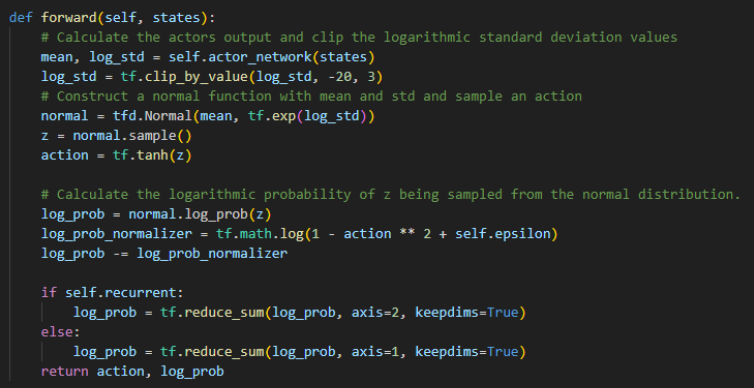 def forward(self, states):
    # Calculate the actors output and clip the logarithmic standard deviation values
    mean, log_std = self.actor_network(states)
    log_std = tf.clip_by_value(log_std, -20, 3)
    # Construct a normal function with mean and std and sample an action
    normal = tfd.Normal(mean, tf.exp(log_std))
    z = normal.sample()
    action = tf.tanh(z)

    # Calculate the logarithmic probability of z being sampled from the normal distribution.
    log_prob = normal.log_prob(z)
    log_prob_normalizer = tf.math.log(1 - action ** 2 + self.epsilon)
    log_prob -= log_prob_normalizer

    if self.recurrent:
        log_prob = tf.reduce_sum(log_prob, axis=2, keepdims=True)
    else:
        log_prob = tf.reduce_sum(log_prob, axis=1, keepdims=True)
    return action, log_prob